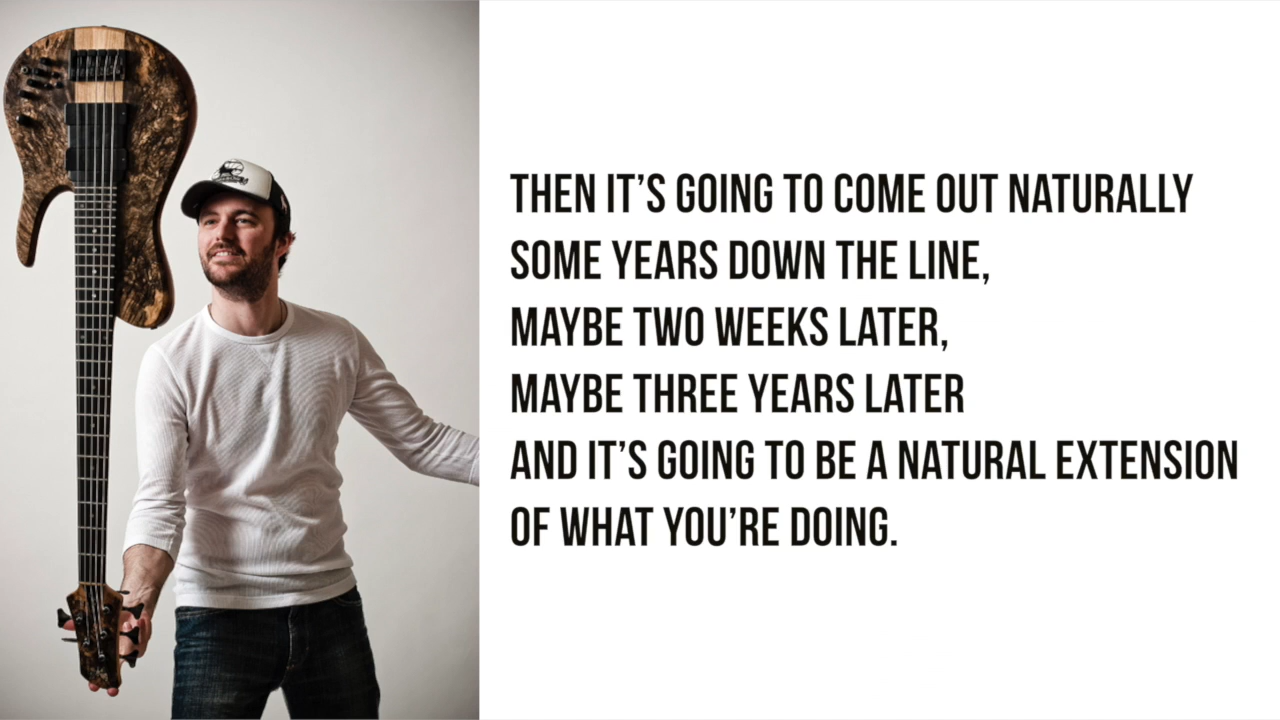 THEN IT'S GOING TO COME OUT NATURALLY
SOME YEARS DOWN THE LINE,
MAYBE TWO WEEKS LATER,
MAYBE THREE YEARS LATER
AND IT'S GOING TO BE A NATURAL EXTENSION
OF WHAT YOU'RE DOING.